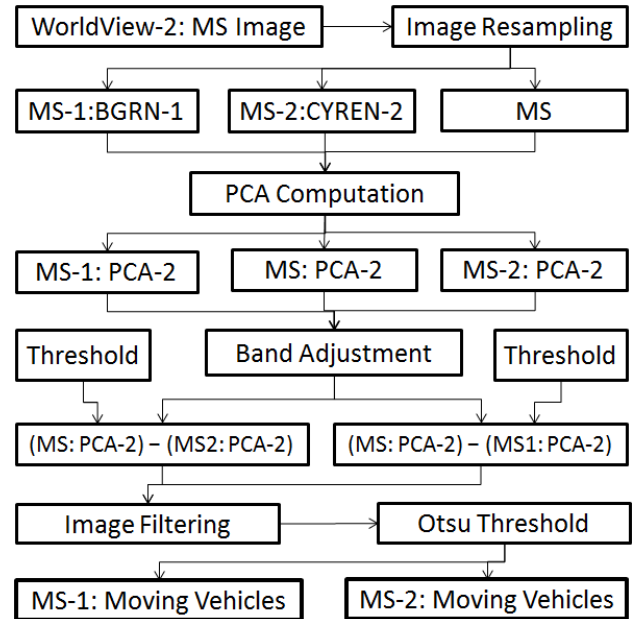 WorldView-2: MS Image
Image Resampling
MS-1:BGRN-1
MS-2:CYREN-2
MS
PCA Computation
MS-1: PCA-2
MS: PCA-2
MS-2: PCA-2
Threshold
Band Adjustment
Threshold
(MS: PCA-2) − (MS2: PCA-2)
(MS: PCA-2) − (MS1: PCA-2)
Image Filtering
Otsu Threshold
MS-1: Moving Vehicles
MS-2: Moving Vehicles